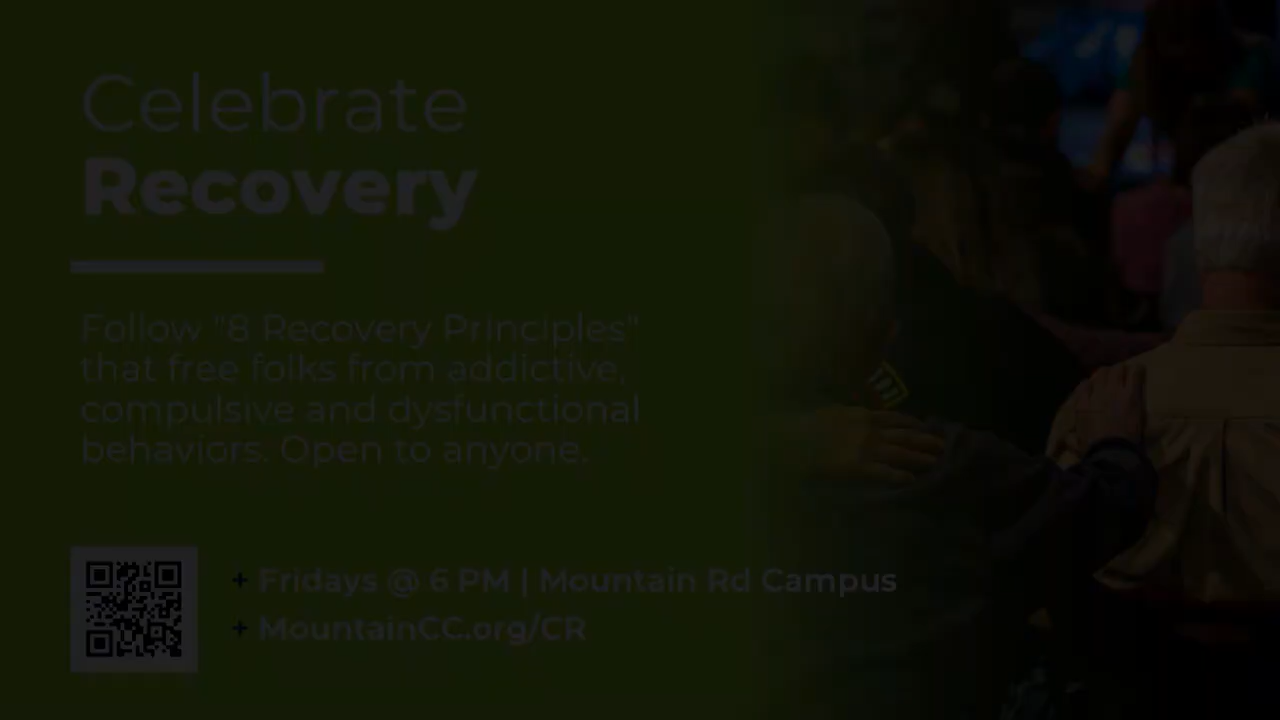 Celebrate
Recovery
Follow "8 Recovery Principles"
that free folks from addictive,
compulsive and dysfunctional
behaviors. Open to anyone.
+ Fridays @ 6 PM | Mountain Rd Campus
+ MountainCC.org/CR